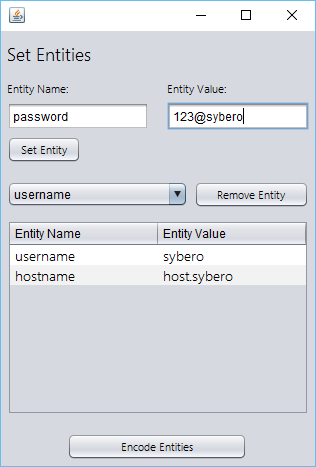 Set Entities
Entity Name: Entity Value:
password 123@sybero
Set Entity
username Remove Entity
Entity Name Entity Value
username sybero
hostname host.sybero
Encode Entities